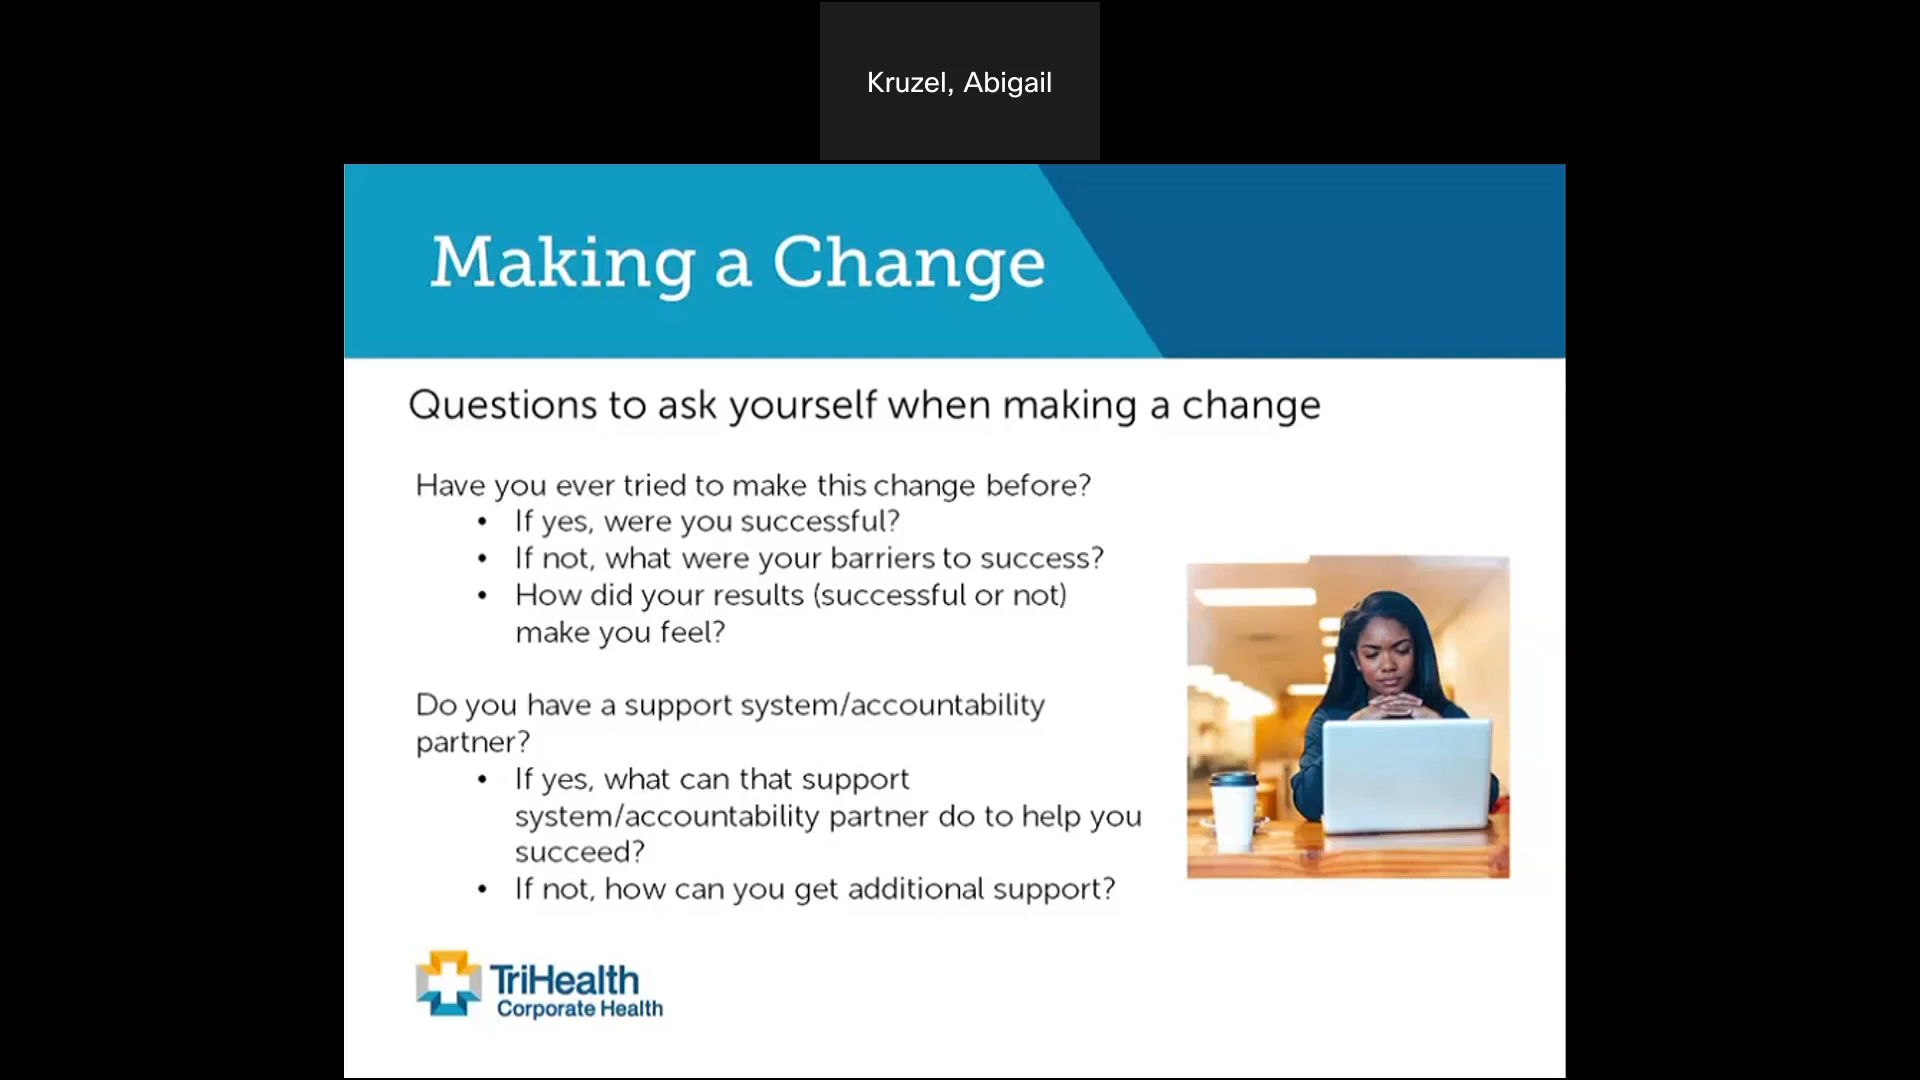 Kruzel, Abigail
Making a Change
Questions to ask yourself when making a change
Have you ever tried to make this change before?
• If yes, were you successful?
• If not, what were your barriers to success?
• How did your results (successful or not)
make you feel?
Do you have a support system/accountability
partner?
• If yes, what can that support
system/accountability partner do to help you
succeed?
• If not, how can you get additional support?
TriHealth
Corporate Health